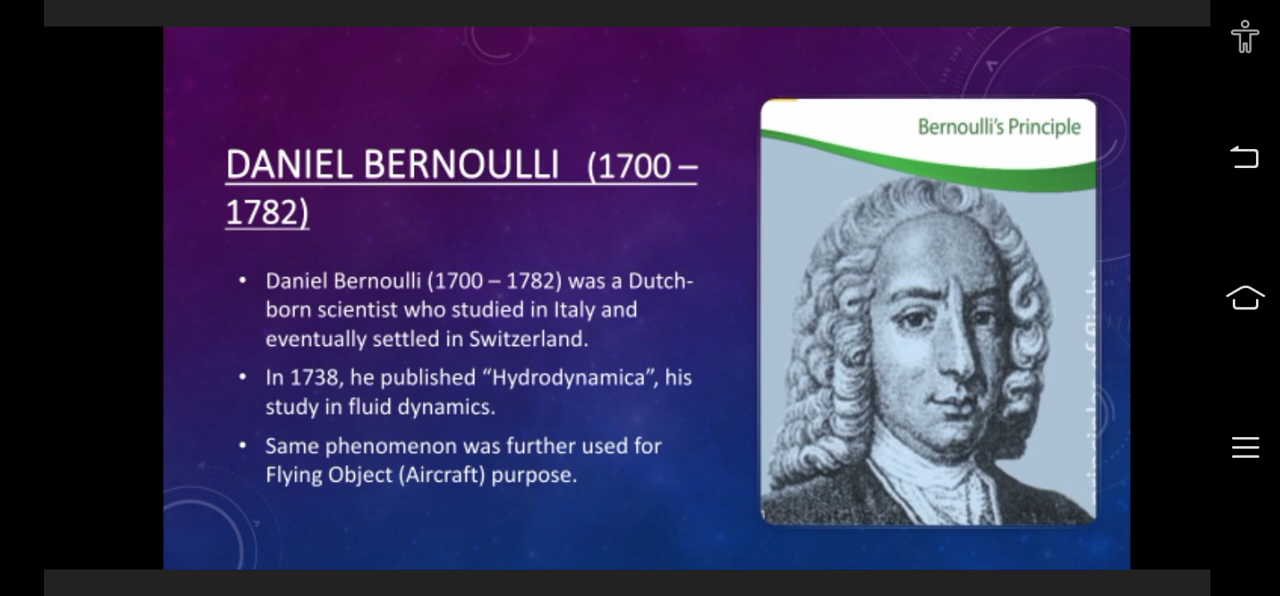 Bernoulli's Principle
DANIEL BERNOULLI (1700 –
1782)
• Daniel Bernoulli (1700 – 1782) was a Dutch-
born scientist who studied in Italy and
eventually settled in Switzerland.
• In 1738, he published “Hydrodynamica”, his
study in fluid dynamics.
• Same phenomenon was further used for
Flying Object (Aircraft) purpose.